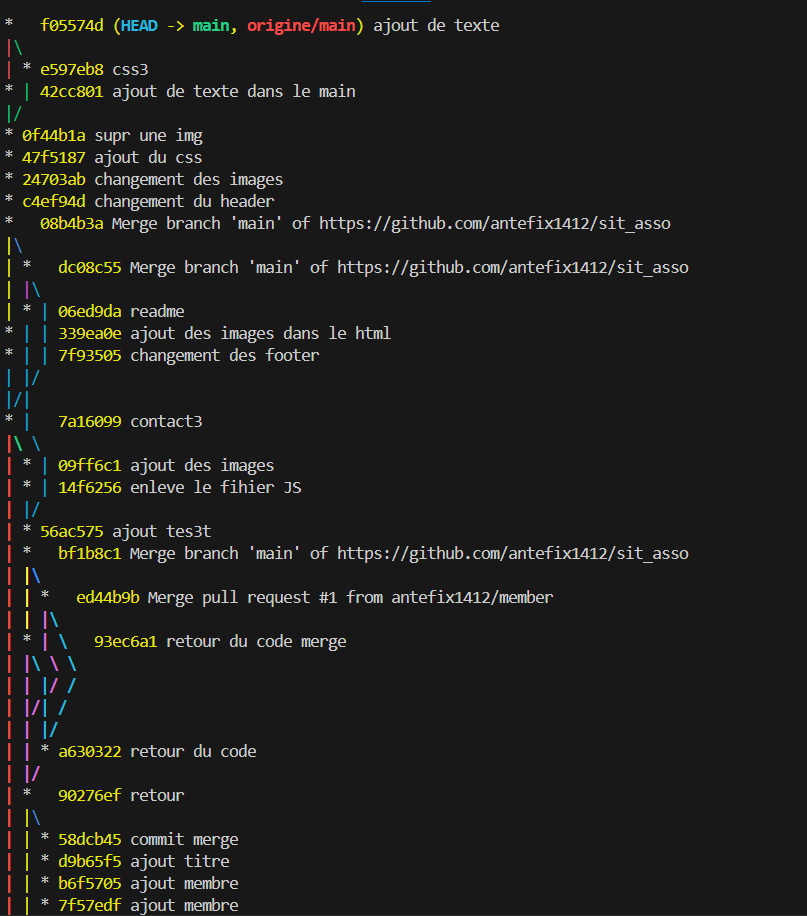 *   f05574d (HEAD -> main, origine/main) ajout de texte
|\
| * e597eb8 css3
* | 42cc801 ajout de texte dans le main
|/
* 0f44b1a supr une img
* 47f5187 ajout du css
* 24703ab changement des images
* c4ef94d changement du header
*   08b4b3a Merge branch 'main' of https://github.com/antefix1412/sit_asso
|\
| *   dc08c55 Merge branch 'main' of https://github.com/antefix1412/sit_asso
| |\
| * | 06ed9da readme
* | | 339ea0e ajout des images dans le html
* | | 7f93505 changement des footer
| |/
|/|
* |   7a16099 contact3
|\ \
| * | 09ff6c1 ajout des images
| * | 14f6256 enleve le fihier JS
| |/
| * 56ac575 ajout tes3t
| *   bf1b8c1 Merge branch 'main' of https://github.com/antefix1412/sit_asso
| |\
| | *   ed44b9b Merge pull request #1 from antefix1412/member
| | |\
| * | \   93ec6a1 retour du code merge
| |\ \ \
| | |/ /
| |/| /
| | |/
| | * a630322 retour du code
| |/
| *   90276ef retour
| |\
| | * 58dcb45 commit merge
| | * d9b65f5 ajout titre
| | * b6f5705 ajout membre
| | * 7f57edf ajout membre